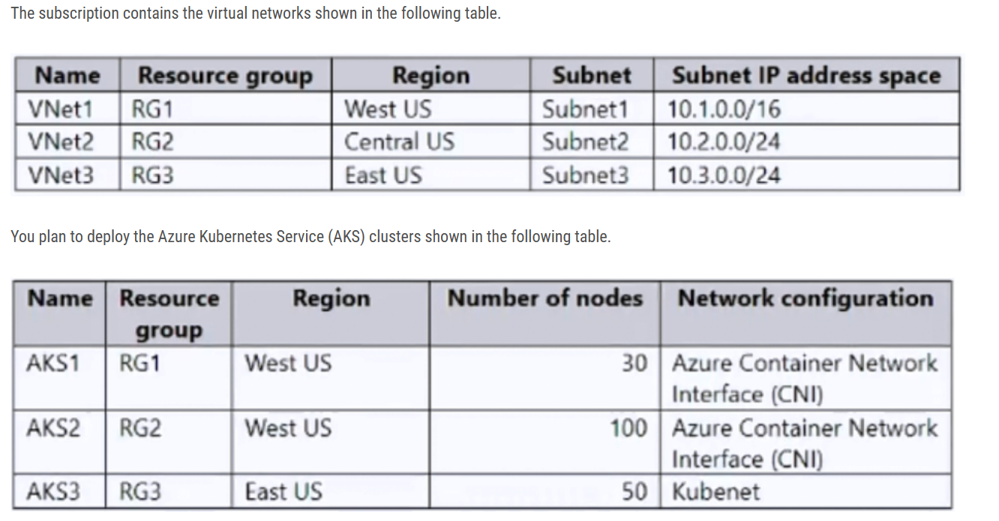 The subscription contains the virtual networks shown in the following table.
Name Resource group Region Subnet Subnet IP address space
VNet1 RG1 West US Subnet1 10.1.0.0/16
VNet2 RG2 Central US Subnet2 10.2.0.0/24
VNet3 RG3 East US Subnet3 10.3.0.0/24
You plan to deploy the Azure Kubernetes Service (AKS) clusters shown in the following table.
Name Resource Region Number of nodes Network configuration
group
AKS1 RG1 West US 30 Azure Container Network
Interface (CNI)
AKS2 RG2 West US 100 Azure Container Network
Interface (CNI)
AKS3 RG3 East US 50 Kubenet